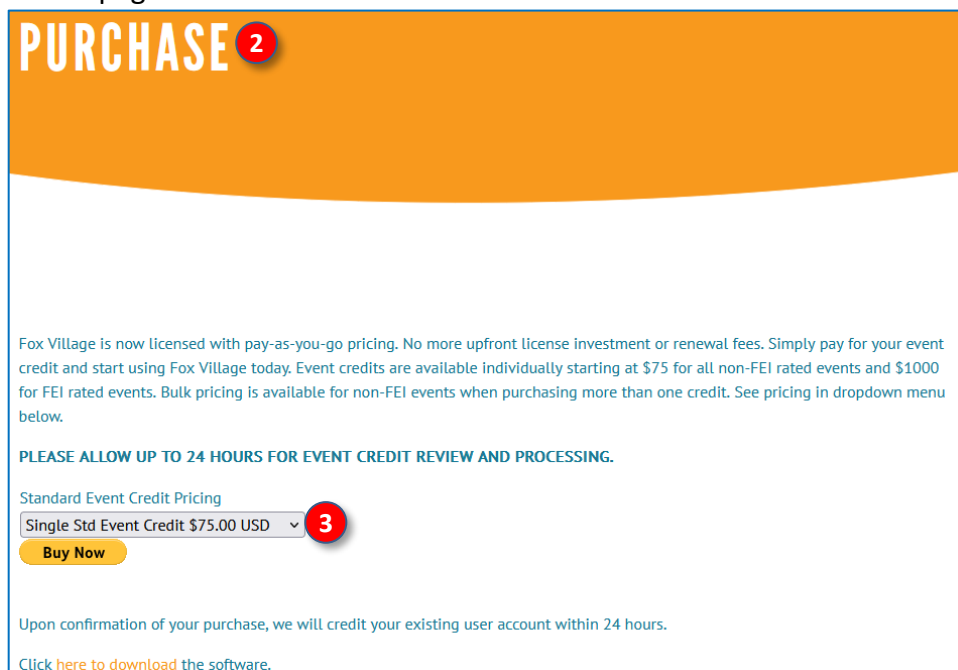 PURCHASE 2
Fox Village is now licensed with pay-as-you-go pricing. No more upfront license investment or renewal fees. Simply pay for your event
credit and start using Fox Village today. Event credits are available individually starting at $75 for all non-FEI rated events and $1000
for FEI rated events. Bulk pricing is available for non-FEI events when purchasing more than one credit. See pricing in dropdown menu
below.
PLEASE ALLOW UP TO 24 HOURS FOR EVENT CREDIT REVIEW AND PROCESSING.
Standard Event Credit Pricing
Single Std Event Credit $75.00 USD 3
Buy Now
Upon confirmation of your purchase, we will credit your existing user account within 24 hours.
Click here to download the software.